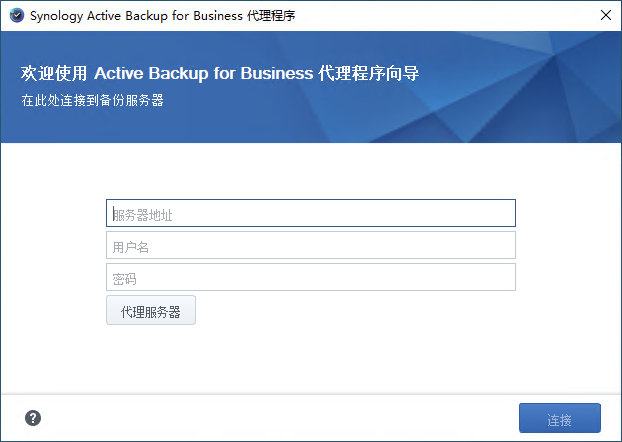 Synology Active Backup for Business 代理程序
欢迎使用 Active Backup for Business 代理程序向导
在此处连接到备份服务器
服务器地址
用户名
密码
代理服务器
?
连接